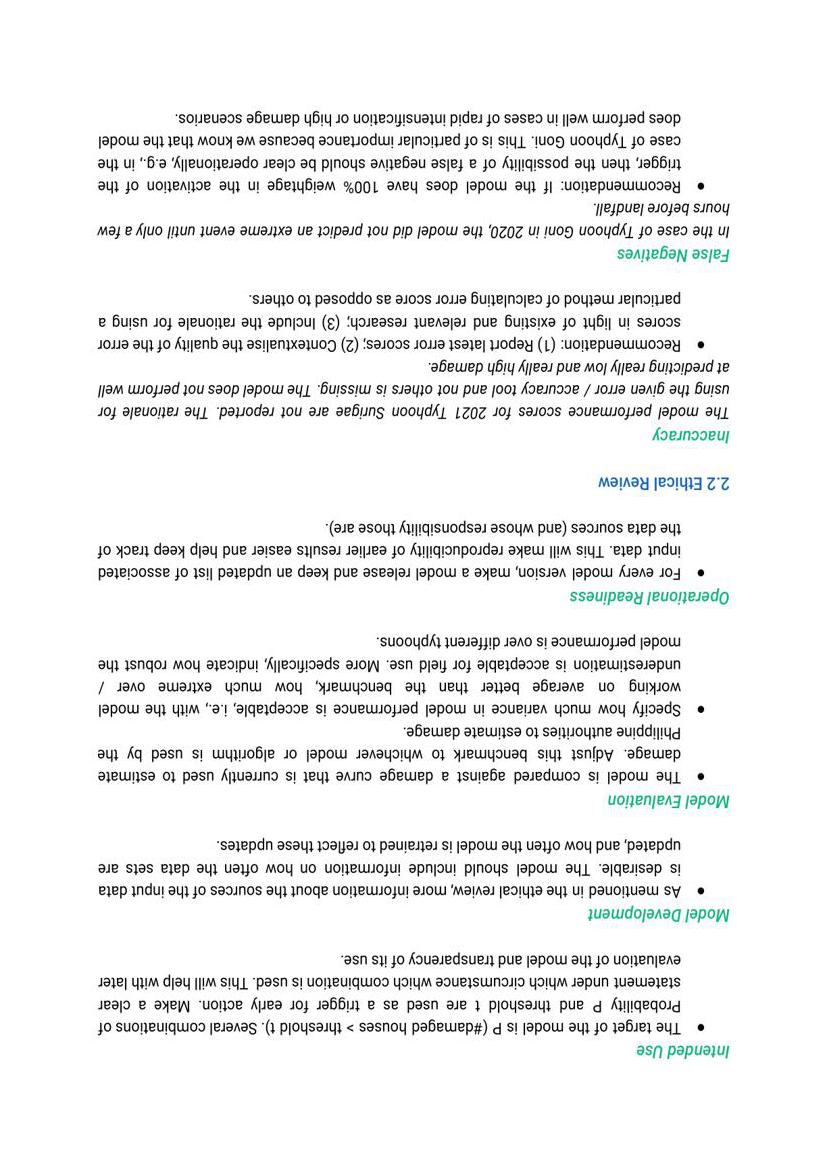 Intended Use
● The target of the model is P (#damaged houses > threshold t). Several combinations of
Probability P and threshold t are used as a trigger for early action. Make a clear
statement under which circumstance which combination is used. This will help with later
evaluation of the model and transparency of its use.
Model Development
● As mentioned in the ethical review, more information about the sources of the input data
is desirable. The model should include information on how often the data sets are
updated, and how often the model is retrained to reflect these updates.
Model Evaluation
● The model is compared against a damage curve that is currently used to estimate
damage. Adjust this benchmark to whichever model or algorithm is used by the
Philippine authorities to estimate damage.
● Specify how much variance in model performance is acceptable, i.e., with the model
working on average better than the benchmark, how much extreme over /
underestimation is acceptable for field use. More specifically, indicate how robust the
model performance is over different typhoons.
Operational Readiness
● For every model version, make a model release and keep an updated list of associated
input data. This will make reproducibility of earlier results easier and help keep track of
the data sources (and whose responsibility those are).
2.2 Ethical Review
Inaccuracy
The model performance scores for 2021 Typhoon Surigae are not reported. The rationale for
using the given error / accuracy tool and not others is missing. The model does not perform well
at predicting really low and really high damage.
● Recommendation: (1) Report latest error scores; (2) Contextualise the quality of the error
scores in light of existing and relevant research; (3) Include the rationale for using a
particular method of calculating error score as opposed to others.
False Negatives
In the case of Typhoon Goni in 2020, the model did not predict an extreme event until only a few
hours before landfall.
● Recommendation: If the model does have 100% weightage in the activation of the
trigger, then the possibility of a false negative should be clear operationally, e.g., in the
case of Typhoon Goni. This is of particular importance because we know that the model
does perform well in cases of rapid intensification or high damage scenarios.